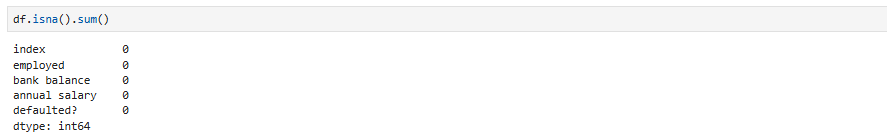 df.isna().sum()
index 0
employed 0
bank balance 0
annual salary 0
defaulted? 0
dtype: int64